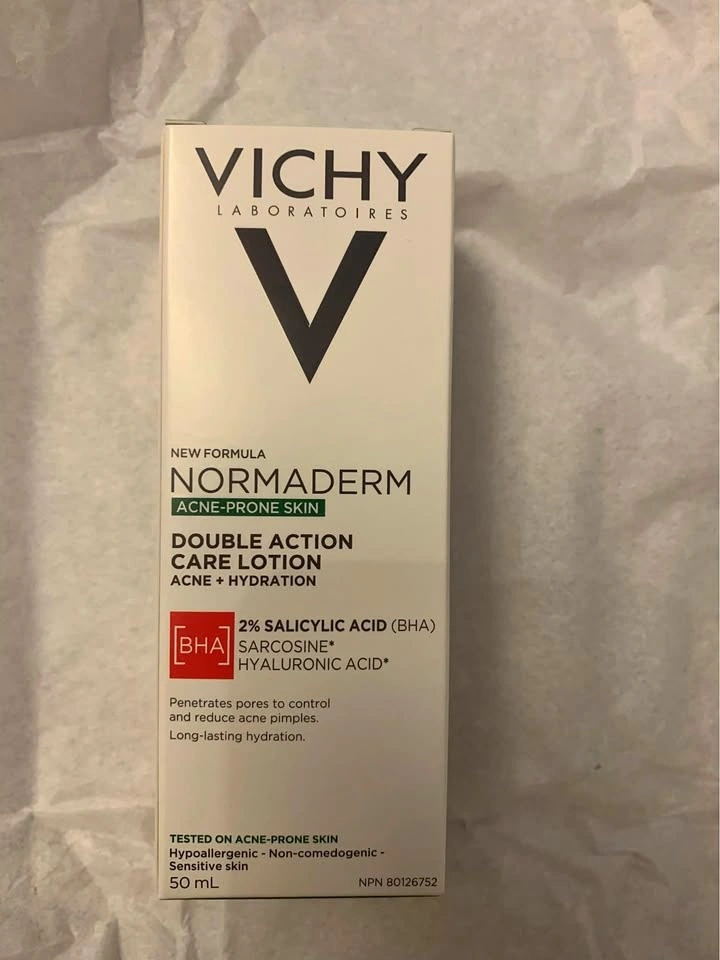 VICHY
LABORATOIRES
V
NEW FORMULA
NORMADERM
ACNE-PRONE SKIN
DOUBLE ACTION
CARE LOTION
ACNE + HYDRATION
[BHA]
2% SALICYLIC ACID (BHA)
SARCOSINE*
HYALURONIC ACID*
Penetrates pores to control
and reduce acne pimples.
Long-lasting hydration.
TESTED ON ACNE-PRONE SKIN
Hypoallergenic - Non-comedogenic -
Sensitive skin
50 mL NPN 80126752